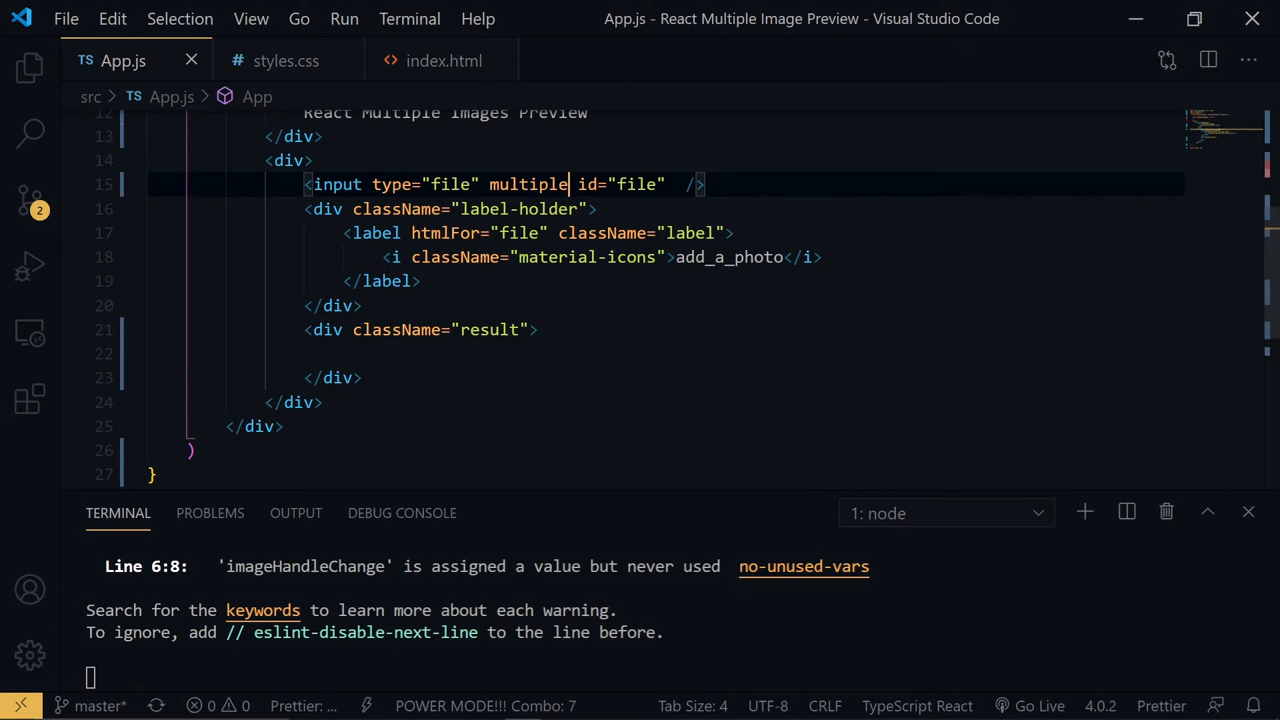 File Edit Selection View Go Run Terminal Help App.js - React Multiple Image Preview - Visual Studio Code
TS App.js # styles.css <> index.html ...
src > TS App.js > App
12 React Multiple Images Preview
13 </div>
14 <div>
15 <input type="file" multiple id="file" />
16 <div className="label-holder">
17 <label htmlFor="file" className="label">
18 <i className="material-icons">add_a_photo</i>
19 </label>
20 </div>
21 <div className="result">
22
23 </div>
24 </div>
25 </div>
26 )
27 }
2
TERMINAL PROBLEMS OUTPUT DEBUG CONSOLE 1: node
Line 6:8: 'imageHandleChange' is assigned a value but never used no-unused-vars
Search for the keywords to learn more about each warning.
To ignore, add // eslint-disable-next-line to the line before.
master* 0 0 Prettier: ... POWER MODE!!! Combo: 7 Tab Size: 4 UTF-8 CRLF TypeScript React Go Live 4.0.2 Prettier